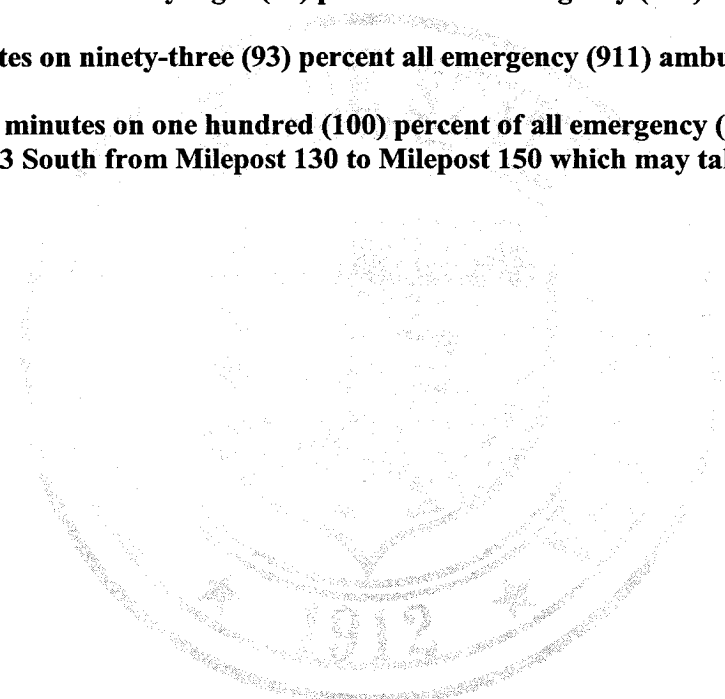 tes on ninety-three (93) percent all emergency (911) ambu
minutes on one hundred (100) percent of all emergency (
3 South from Milepost 130 to Milepost 150 which may tal
1912